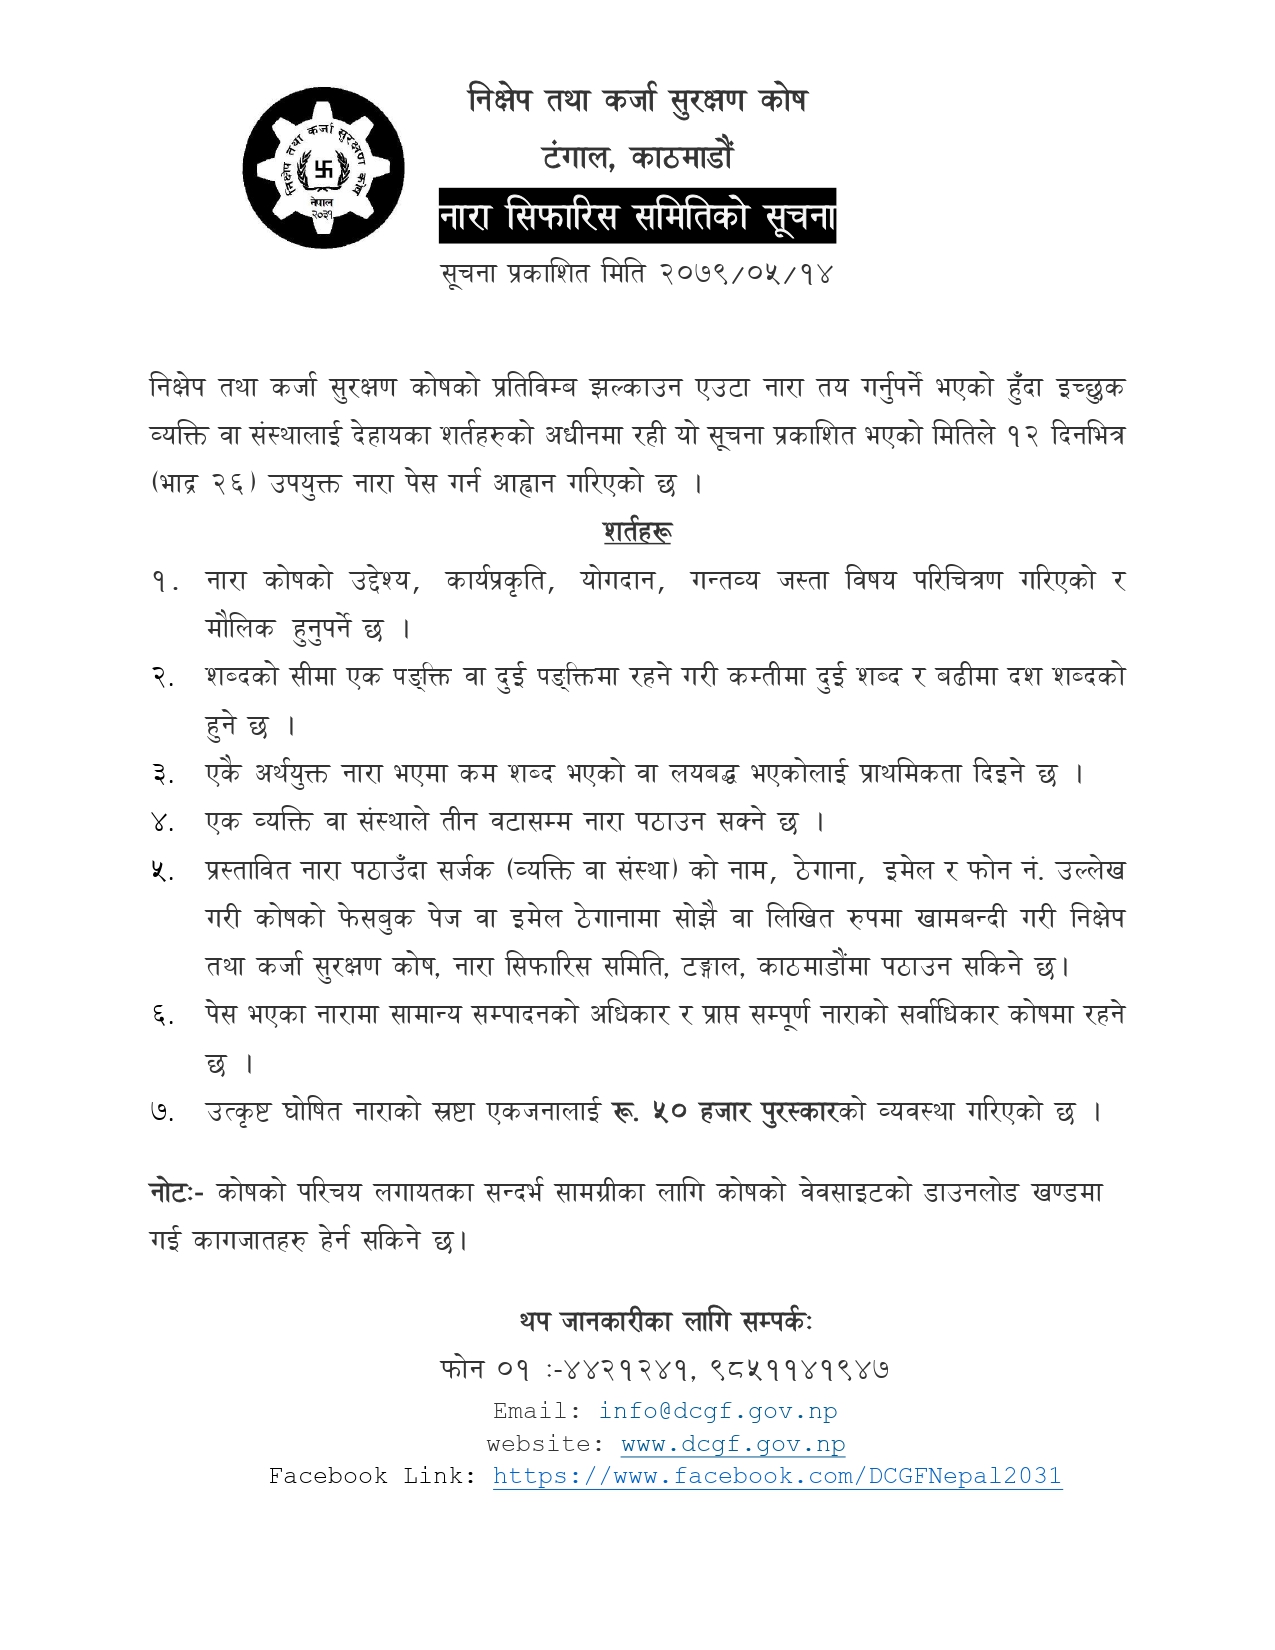 निक्षेप तथा कर्जा सुरक्षण कोष
टंगाल, काठमाडौं
निक्षेप तथा कर्जा सुरक्षण कोष
नेपाल
२०३१
नारा सिफारिस समितिको सूचना
सूचना प्रकाशित मिति २०७९/०५/१४
निक्षेप तथा कर्जा सुरक्षण कोषको प्रतिविम्ब झल्काउन एउटा नारा तय गर्नुपर्ने भएको हुँदा इच्छुक
व्यक्ति वा संस्थालाई देहायका शर्तहरुको अधीनमा रही यो सूचना प्रकाशित भएको मितिले १२ दिनभित्र
(भाद्र २६) उपयुक्त नारा पेस गर्न आह्वान गरिएको छ ।
शर्तहरू
१. नारा कोषको उद्देश्य, कार्यप्रकृति, योगदान, गन्तव्य जस्ता विषय परिचित्रण गरिएको र
मौलिक हुनुपर्ने छ ।
२. शब्दको सीमा एक पङ्क्ति वा दुई पङ्क्तिमा रहने गरी कम्तीमा दुई शब्द र बढीमा दश शब्दको
हुने छ ।
३. एकै अर्थयुक्त नारा भएमा कम शब्द भएको वा लयबद्ध भएकोलाई प्राथमिकता दिइने छ ।
४. एक व्यक्ति वा संस्थाले तीन वटासम्म नारा पठाउन सक्ने छ ।
५. प्रस्तावित नारा पठाउँदा सर्जक (व्यक्ति वा संस्था) को नाम, ठेगाना, इमेल र फोन नं. उल्लेख
गरी कोषको फेसबुक पेज वा इमेल ठेगानामा सोझै वा लिखित रुपमा खामबन्दी गरी निक्षेप
तथा कर्जा सुरक्षण कोष, नारा सिफारिस समिति, टङ्गाल, काठमाडौंमा पठाउन सकिने छ।
६. पेस भएका नारामा सामान्य सम्पादनको अधिकार र प्राप्त सम्पूर्ण नाराको सर्वाधिकार कोषमा रहने
छ ।
७. उत्कृष्ट घोषित नाराको स्रष्टा एकजनालाई रू. ५० हजार पुरस्कारको व्यवस्था गरिएको छ ।
नोटः- कोषको परिचय लगायतका सन्दर्भ सामग्रीका लागि कोषको वेवसाइटको डाउनलोड खण्डमा
गई कागजातहरु हेर्न सकिने छ।
थप जानकारीका लागि सम्पर्कः
फोन ०१ :-४४२१२४१, ९८५११४१९४७
Email: info@dcgf.gov.np
website: www.dcgf.gov.np
Facebook Link: https://www.facebook.com/DCGFNepal2031